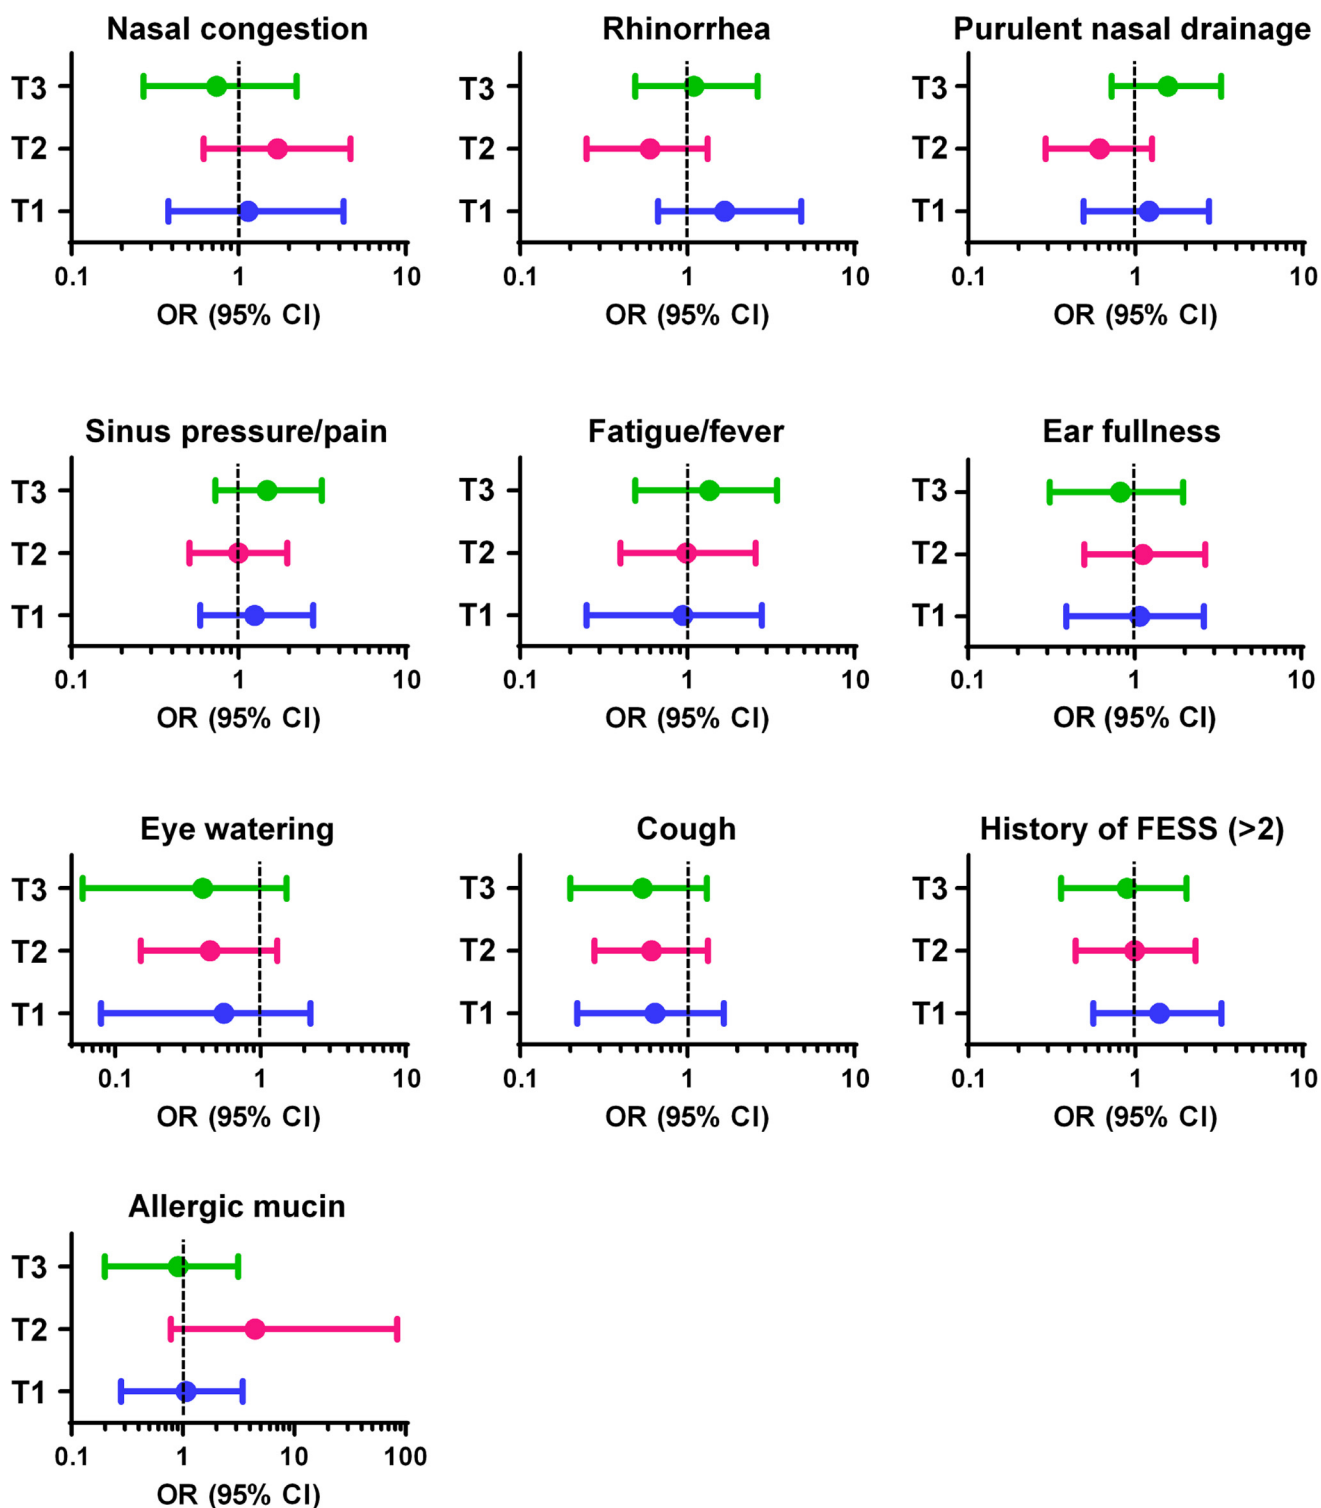 Nasal congestion
T3
T2
T1
0.1 1 10
OR (95% CI)
Rhinorrhea
T3
T2
T1
0.1 1 10
OR (95% CI)
Purulent nasal drainage
T3
T2
T1
0.1 1 10
OR (95% CI)
Sinus pressure/pain
T3
T2
T1
0.1 1 10
OR (95% CI)
Fatigue/fever
T3
T2
T1
0.1 1 10
OR (95% CI)
Ear fullness
T3
T2
T1
0.1 1 10
OR (95% CI)
Eye watering
T3
T2
T1
0.1 1 10
OR (95% CI)
Cough
T3
T2
T1
0.1 1 10
OR (95% CI)
History of FESS (>2)
T3
T2
T1
0.1 1 10
OR (95% CI)
Allergic mucin
T3
T2
T1
0.1 1 10 100
OR (95% CI)